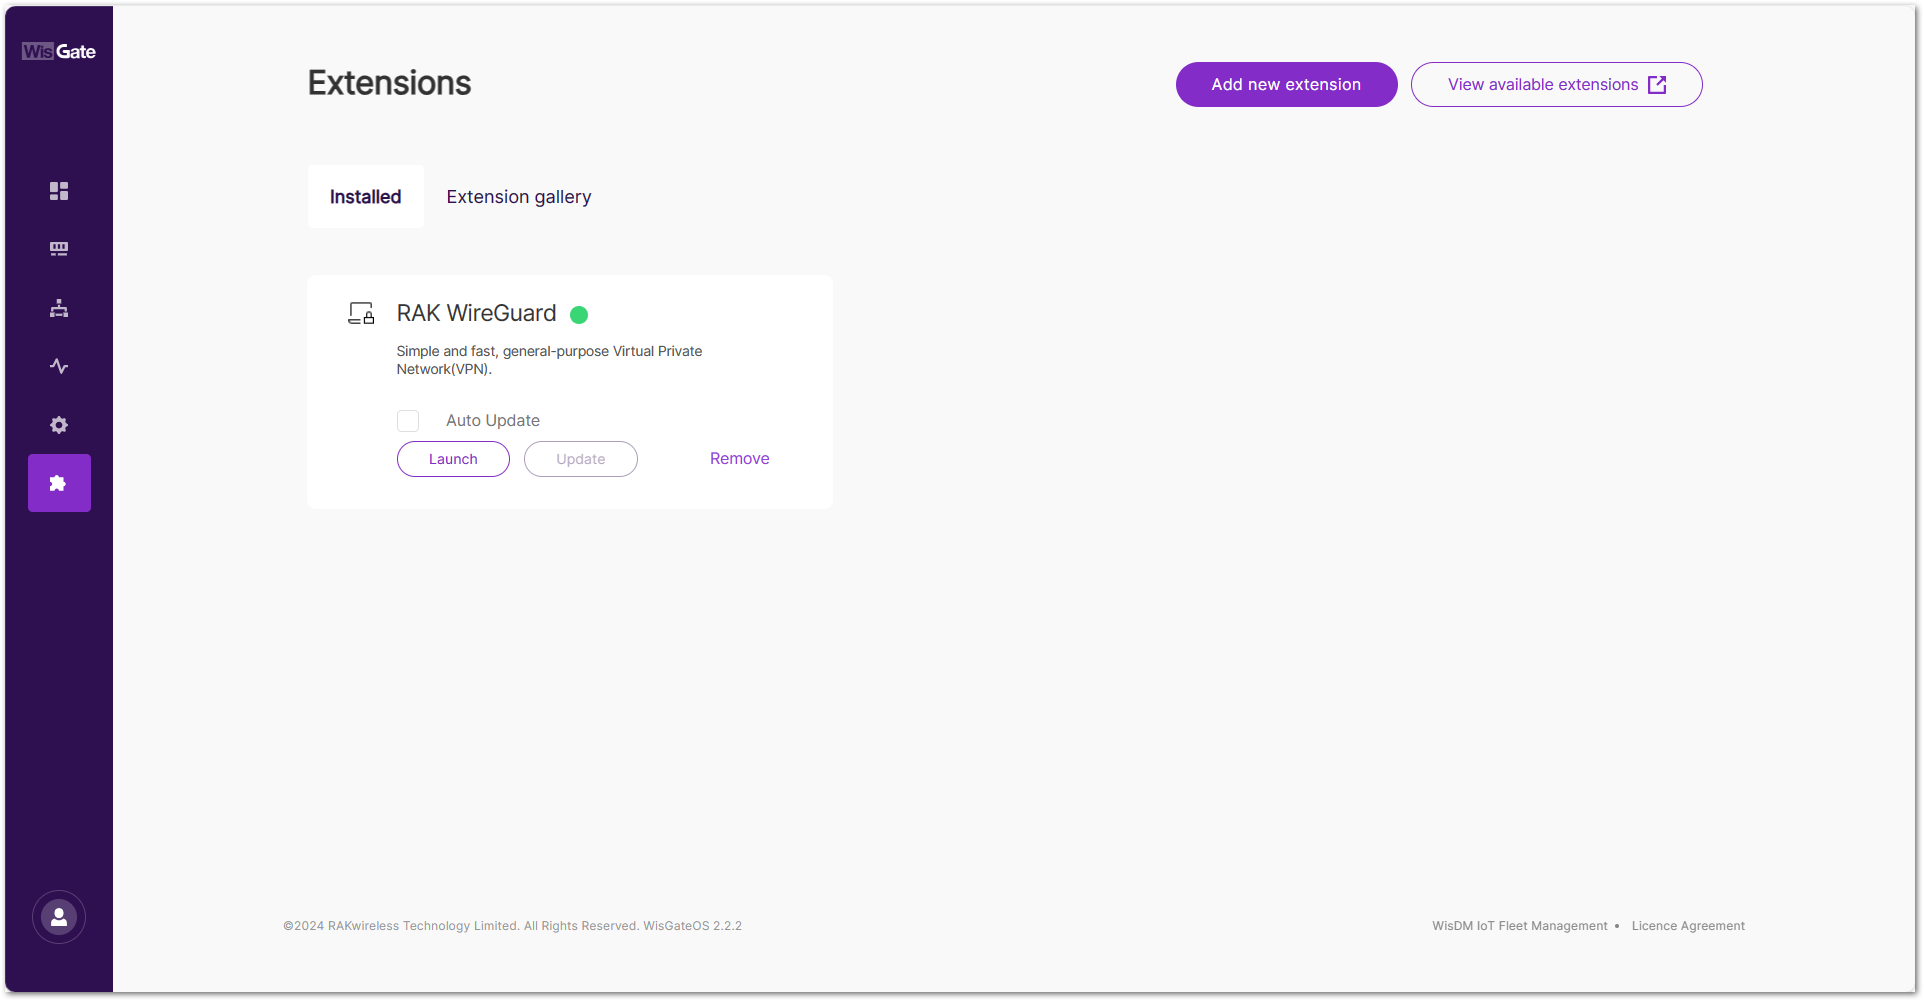 WisGate
Extensions
Add new extension
View available extensions
Installed
Extension gallery
RAK WireGuard
Simple and fast, general-purpose Virtual Private
Network(VPN).
Auto Update
Launch
Update
Remove
©2024 RAKwireless Technology Limited. All Rights Reserved. WisGateOS 2.2.2
WisDM IoT Fleet Management • Licence Agreement